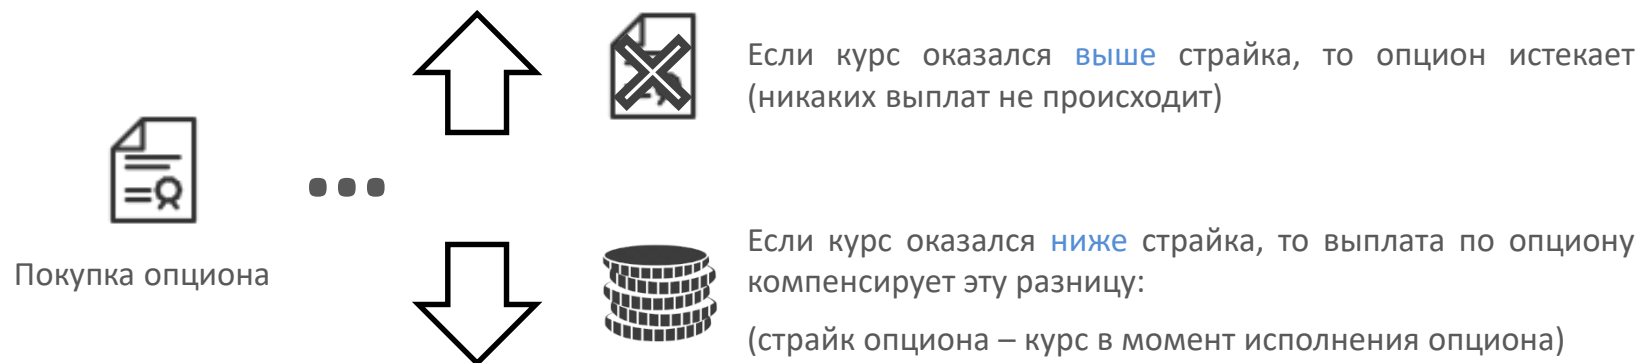 Если курс оказался выше страйка, то опцион истекает
(никаких выплат не происходит)
Покупка опциона
Если курс оказался ниже страйка, то выплата по опциону
компенсирует эту разницу:
(страйк опциона – курс в момент исполнения опциона)